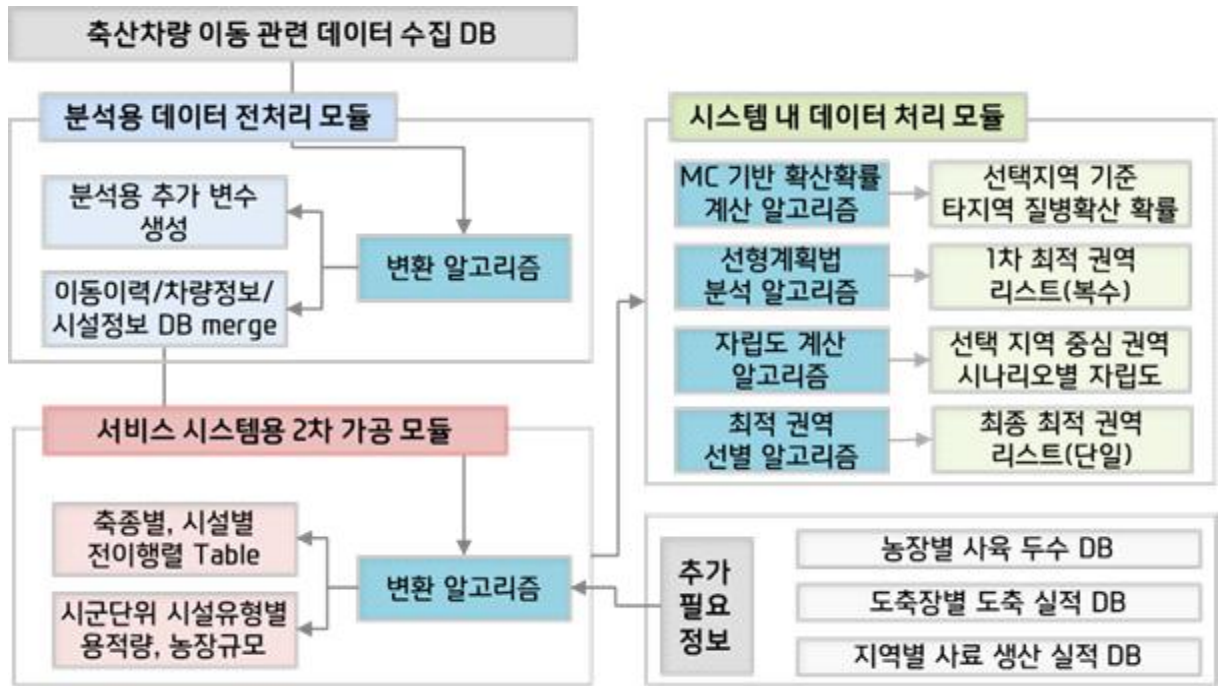 축산차량 이동 관련 데이터 수집 DB
분석용 데이터 전처리 모듈
분석용 추가 변수
생성
변환 알고리즘
이동이력/차량정보/
시설정보 DB merge
서비스 시스템용 2차 가공 모듈
축종별, 시설별
전이행렬 Table
변환 알고리즘
시군단위 시설유형별
용적량, 농장규모
시스템 내 데이터 처리 모듈
MC 기반 확산확률
계산 알고리즘
선택지역 기준
타지역 질병확산 확률
선형계획법
분석 알고리즘
1차 최적 권역
리스트(복수)
자립도 계산
알고리즘
선택 지역 중심 권역
시나리오별 자립도
최적 권역
선별 알고리즘
최종 최적 권역
리스트(단일)
추가
필요
정보
농장별 사육 두수 DB
도축장별 도축 실적 DB
지역별 사료 생산 실적 DB